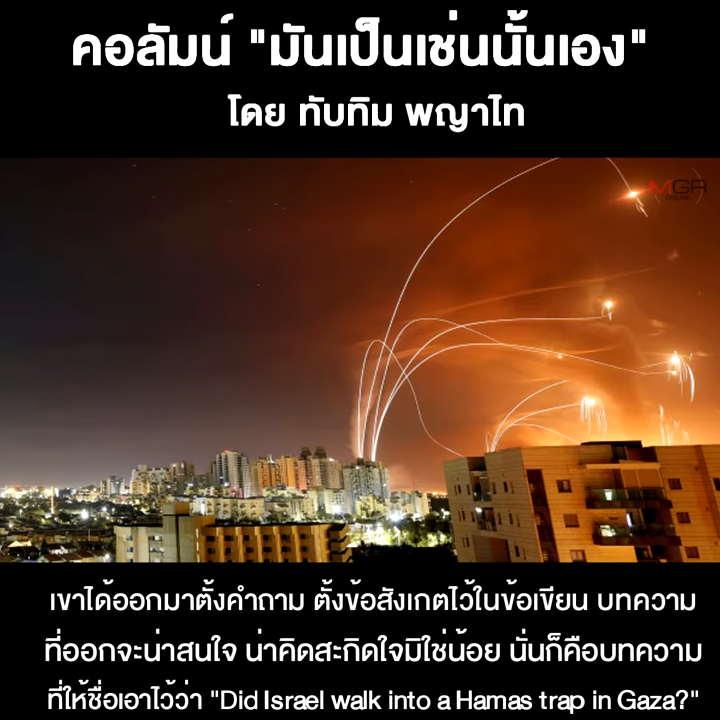 คอลัมน์ "มันเป็นเช่นนั้นเอง"
โดย ทับทิม พญาไท
MGR
ONLINE
เขาได้ออกมาตั้งคำถาม ตั้งข้อสังเกตไว้ในข้อเขียน บทความ
ที่ออกจะน่าสนใจ น่าคิดสะกิดใจมิใช่น้อย นั่นก็คือบทความ
ที่ให้ชื่อเอาไว้ว่า "Did Israel walk into a Hamas trap in Gaza?"